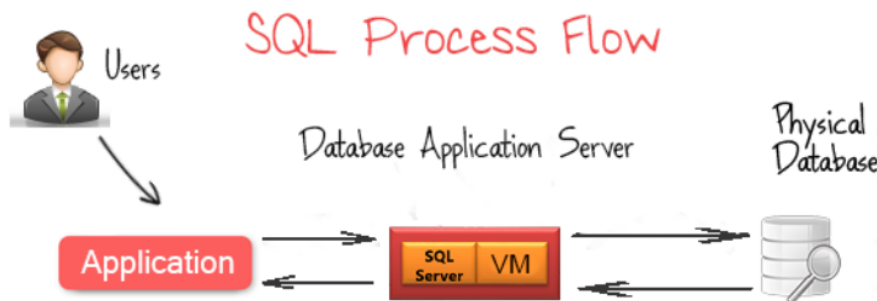 SQL Process Flow
Users
Database Application Server
Physical
Database
Application
SQL
Server
VM